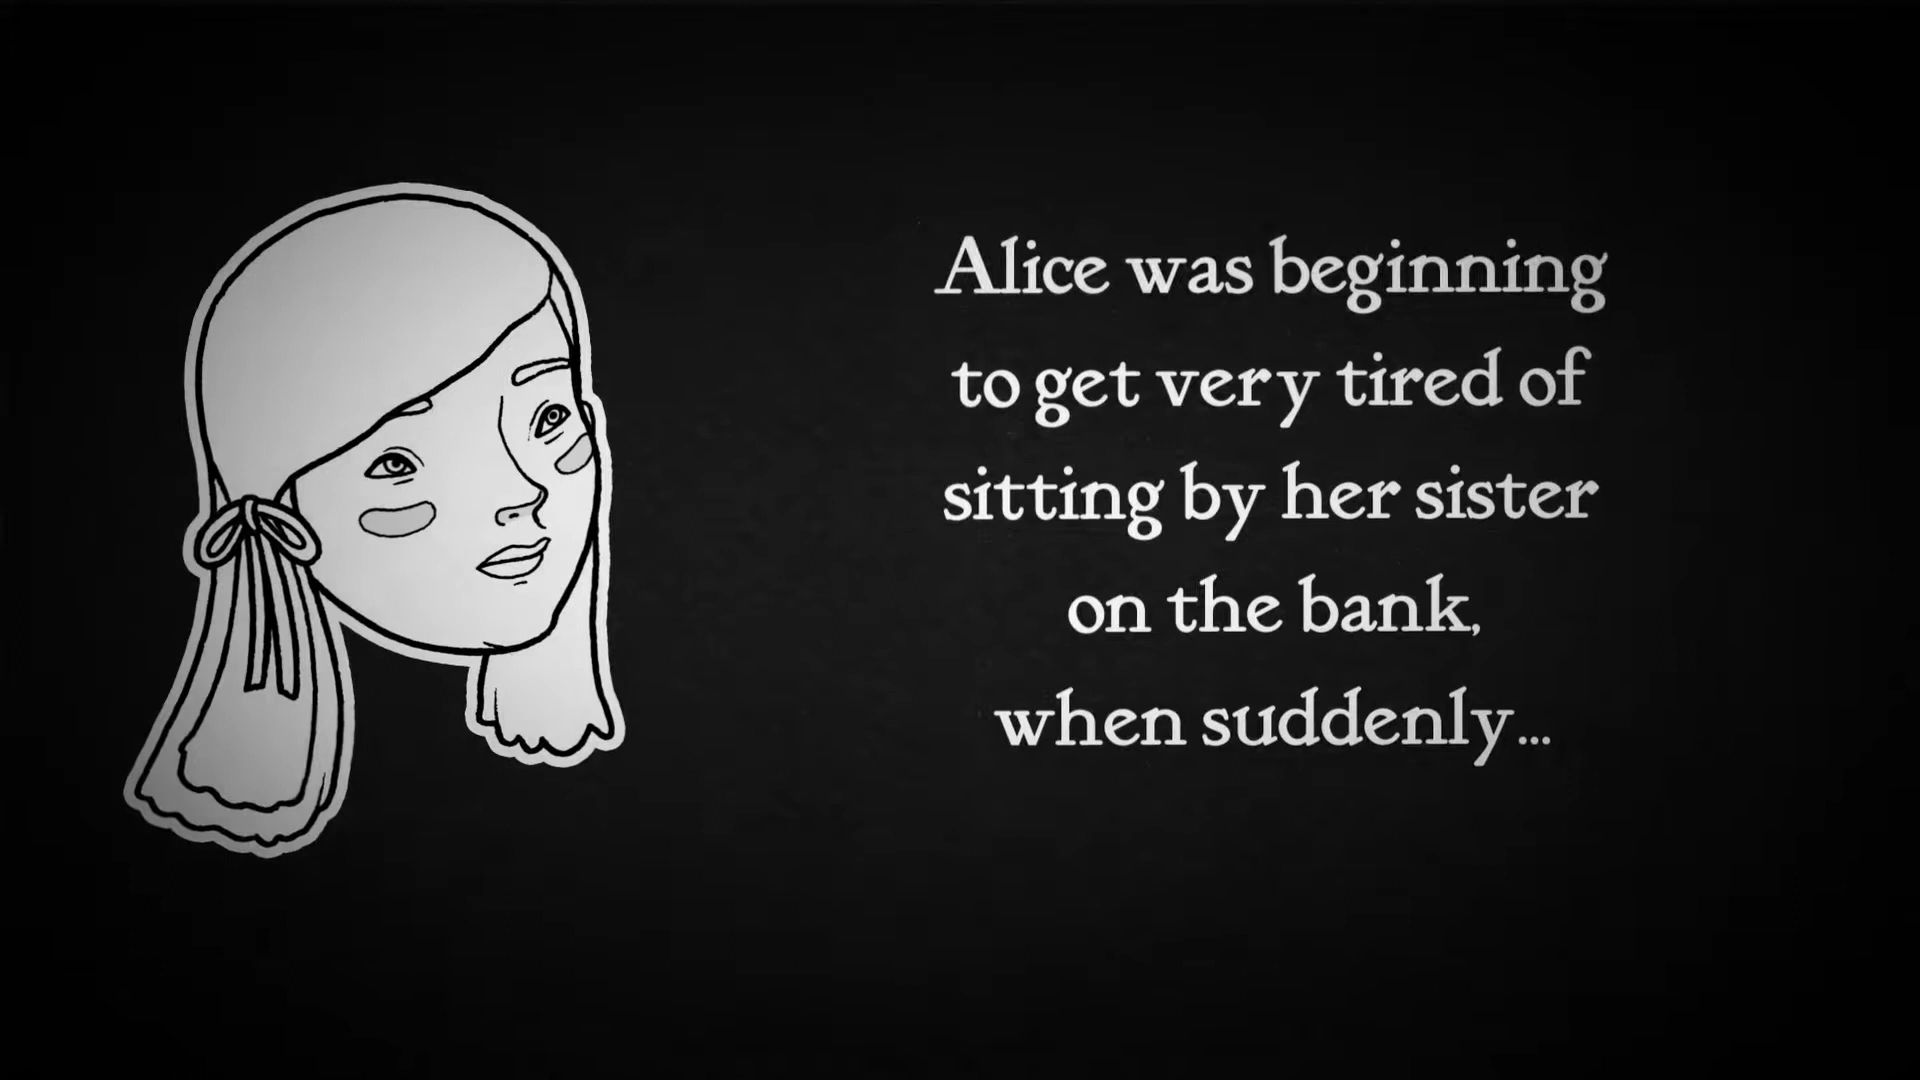 Alice was beginning
to get very tired of
sitting by her sister
on the bank,
when suddenly...